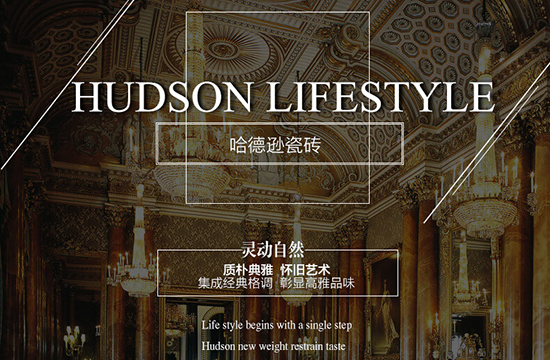 HUDSON LIFESTYLE
哈德逊瓷砖
灵动自然
质朴典雅 怀旧艺术
集成经典格调 彰显高雅品味
Life style begins with a single step
Hudson new weight restrain taste